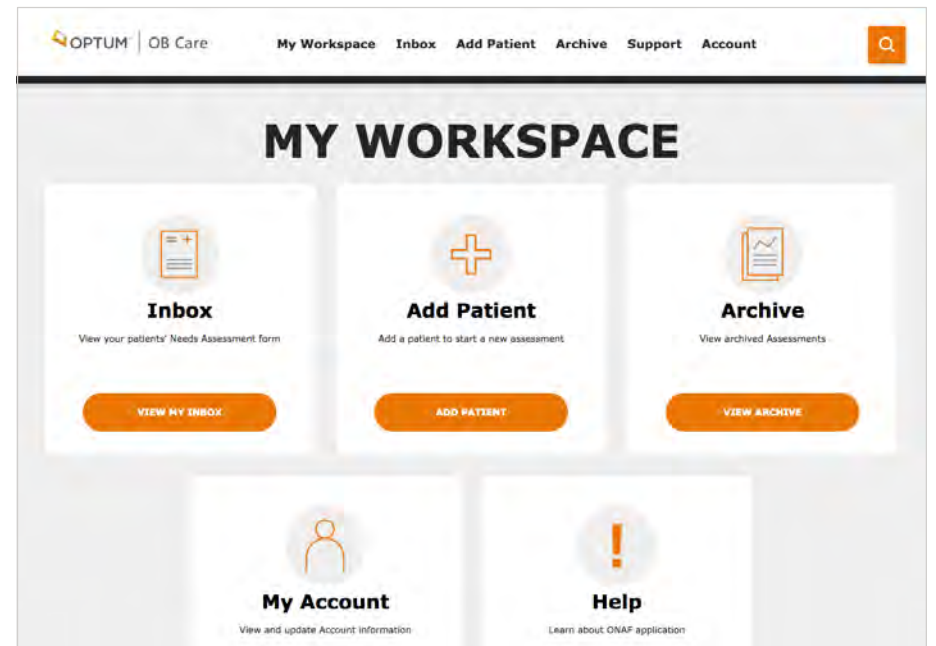 OPTUM | OB Care My Workspace Inbox Add Patient Archive Support Account
MY WORKSPACE
Inbox
View your patients' Needs Assessment form
VIEW MY INBOX
Add Patient
Add a patient to start a new assessment
ADD PATIENT
Archive
View archived Assessments
VIEW ARCHIVE
My Account
View and update Account information
Help
Learn about ONAF application